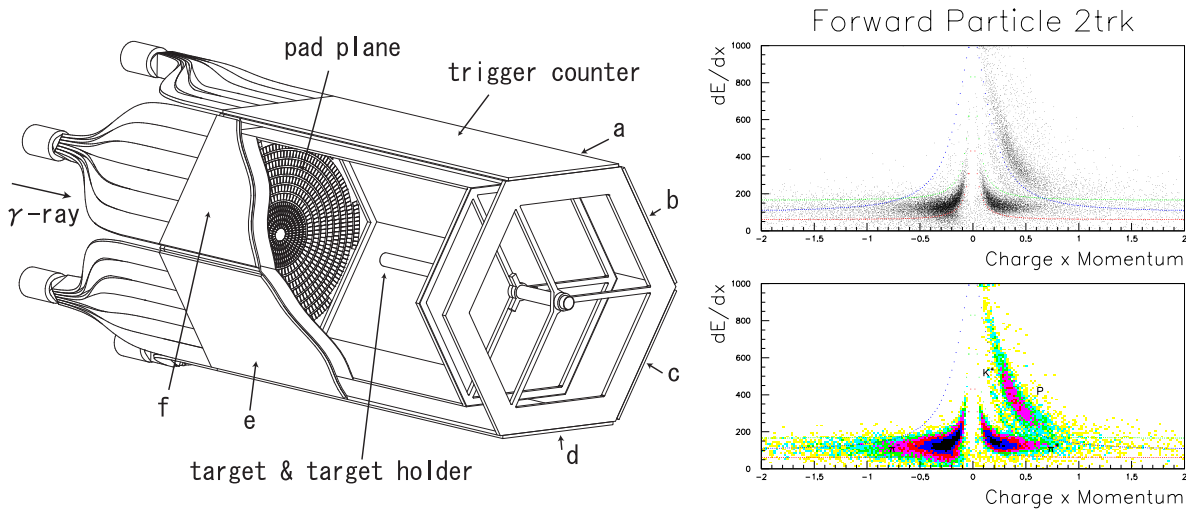 pad plane
trigger counter
a
b
γ-ray
c
f
e
d
target & target holder
Forward Particle 2trk
dE/dx
1000
800
600
400
200
0
-2 -1.5 -1 -0.5 0 0.5 1 1.5 2
Charge x Momentum
dE/dx
1000
800
600
400
200
0
K+
P
-2 -1.5 -1 -0.5 0 0.5 1 1.5 2
Charge x Momentum